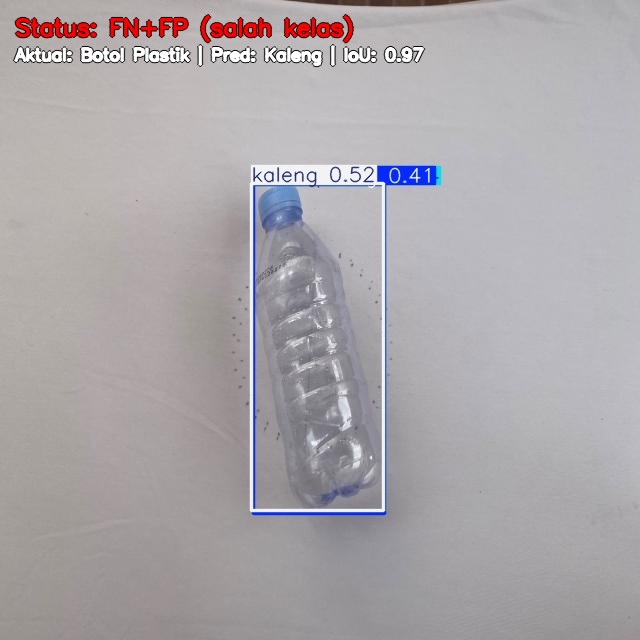 Status: FN+FP (salah kelas)
Aktual: Botol Plastik | Pred: Kaleng | IoU: 0.97
kaleng 0.52 0.41